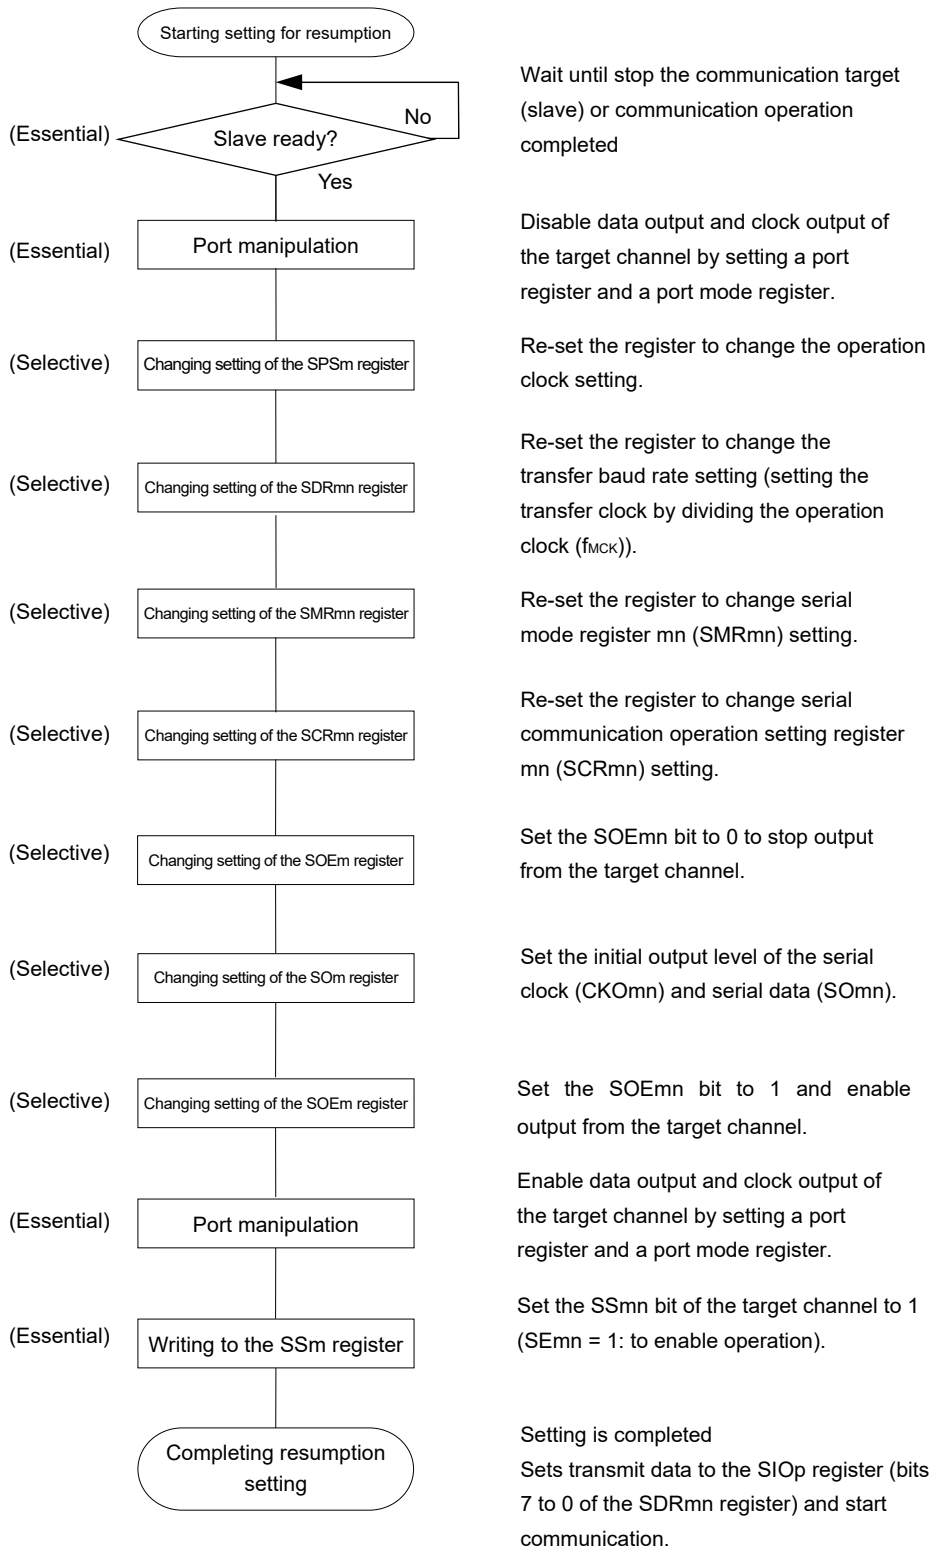 Starting setting for resumption
Wait until stop the communication target
(slave) or communication operation
completed
(Essential)
Slave ready?
No
Yes
(Essential)
Port manipulation
Disable data output and clock output of
the target channel by setting a port
register and a port mode register.
(Selective)
Changing setting of the SPSm register
Re-set the register to change the operation
clock setting.
(Selective)
Changing setting of the SDRmn register
Re-set the register to change the
transfer baud rate setting (setting the
transfer clock by dividing the operation
clock (fMCK)).
(Selective)
Changing setting of the SMRmn register
Re-set the register to change serial
mode register mn (SMRmn) setting.
(Selective)
Changing setting of the SCRmn register
Re-set the register to change serial
communication operation setting register
mn (SCRmn) setting.
(Selective)
Changing setting of the SOEm register
Set the SOEmn bit to 0 to stop output
from the target channel.
(Selective)
Changing setting of the SOm register
Set the initial output level of the serial
clock (CKOmn) and serial data (SOmn).
(Selective)
Changing setting of the SOEm register
Set the SOEmn bit to 1 and enable
output from the target channel.
(Essential)
Port manipulation
Enable data output and clock output of
the target channel by setting a port
register and a port mode register.
(Essential)
Writing to the SSm register
Set the SSmn bit of the target channel to 1
(SEmn = 1: to enable operation).
Completing resumption
setting
Setting is completed
Sets transmit data to the SIOp register (bits
7 to 0 of the SDRmn register) and start
communication.